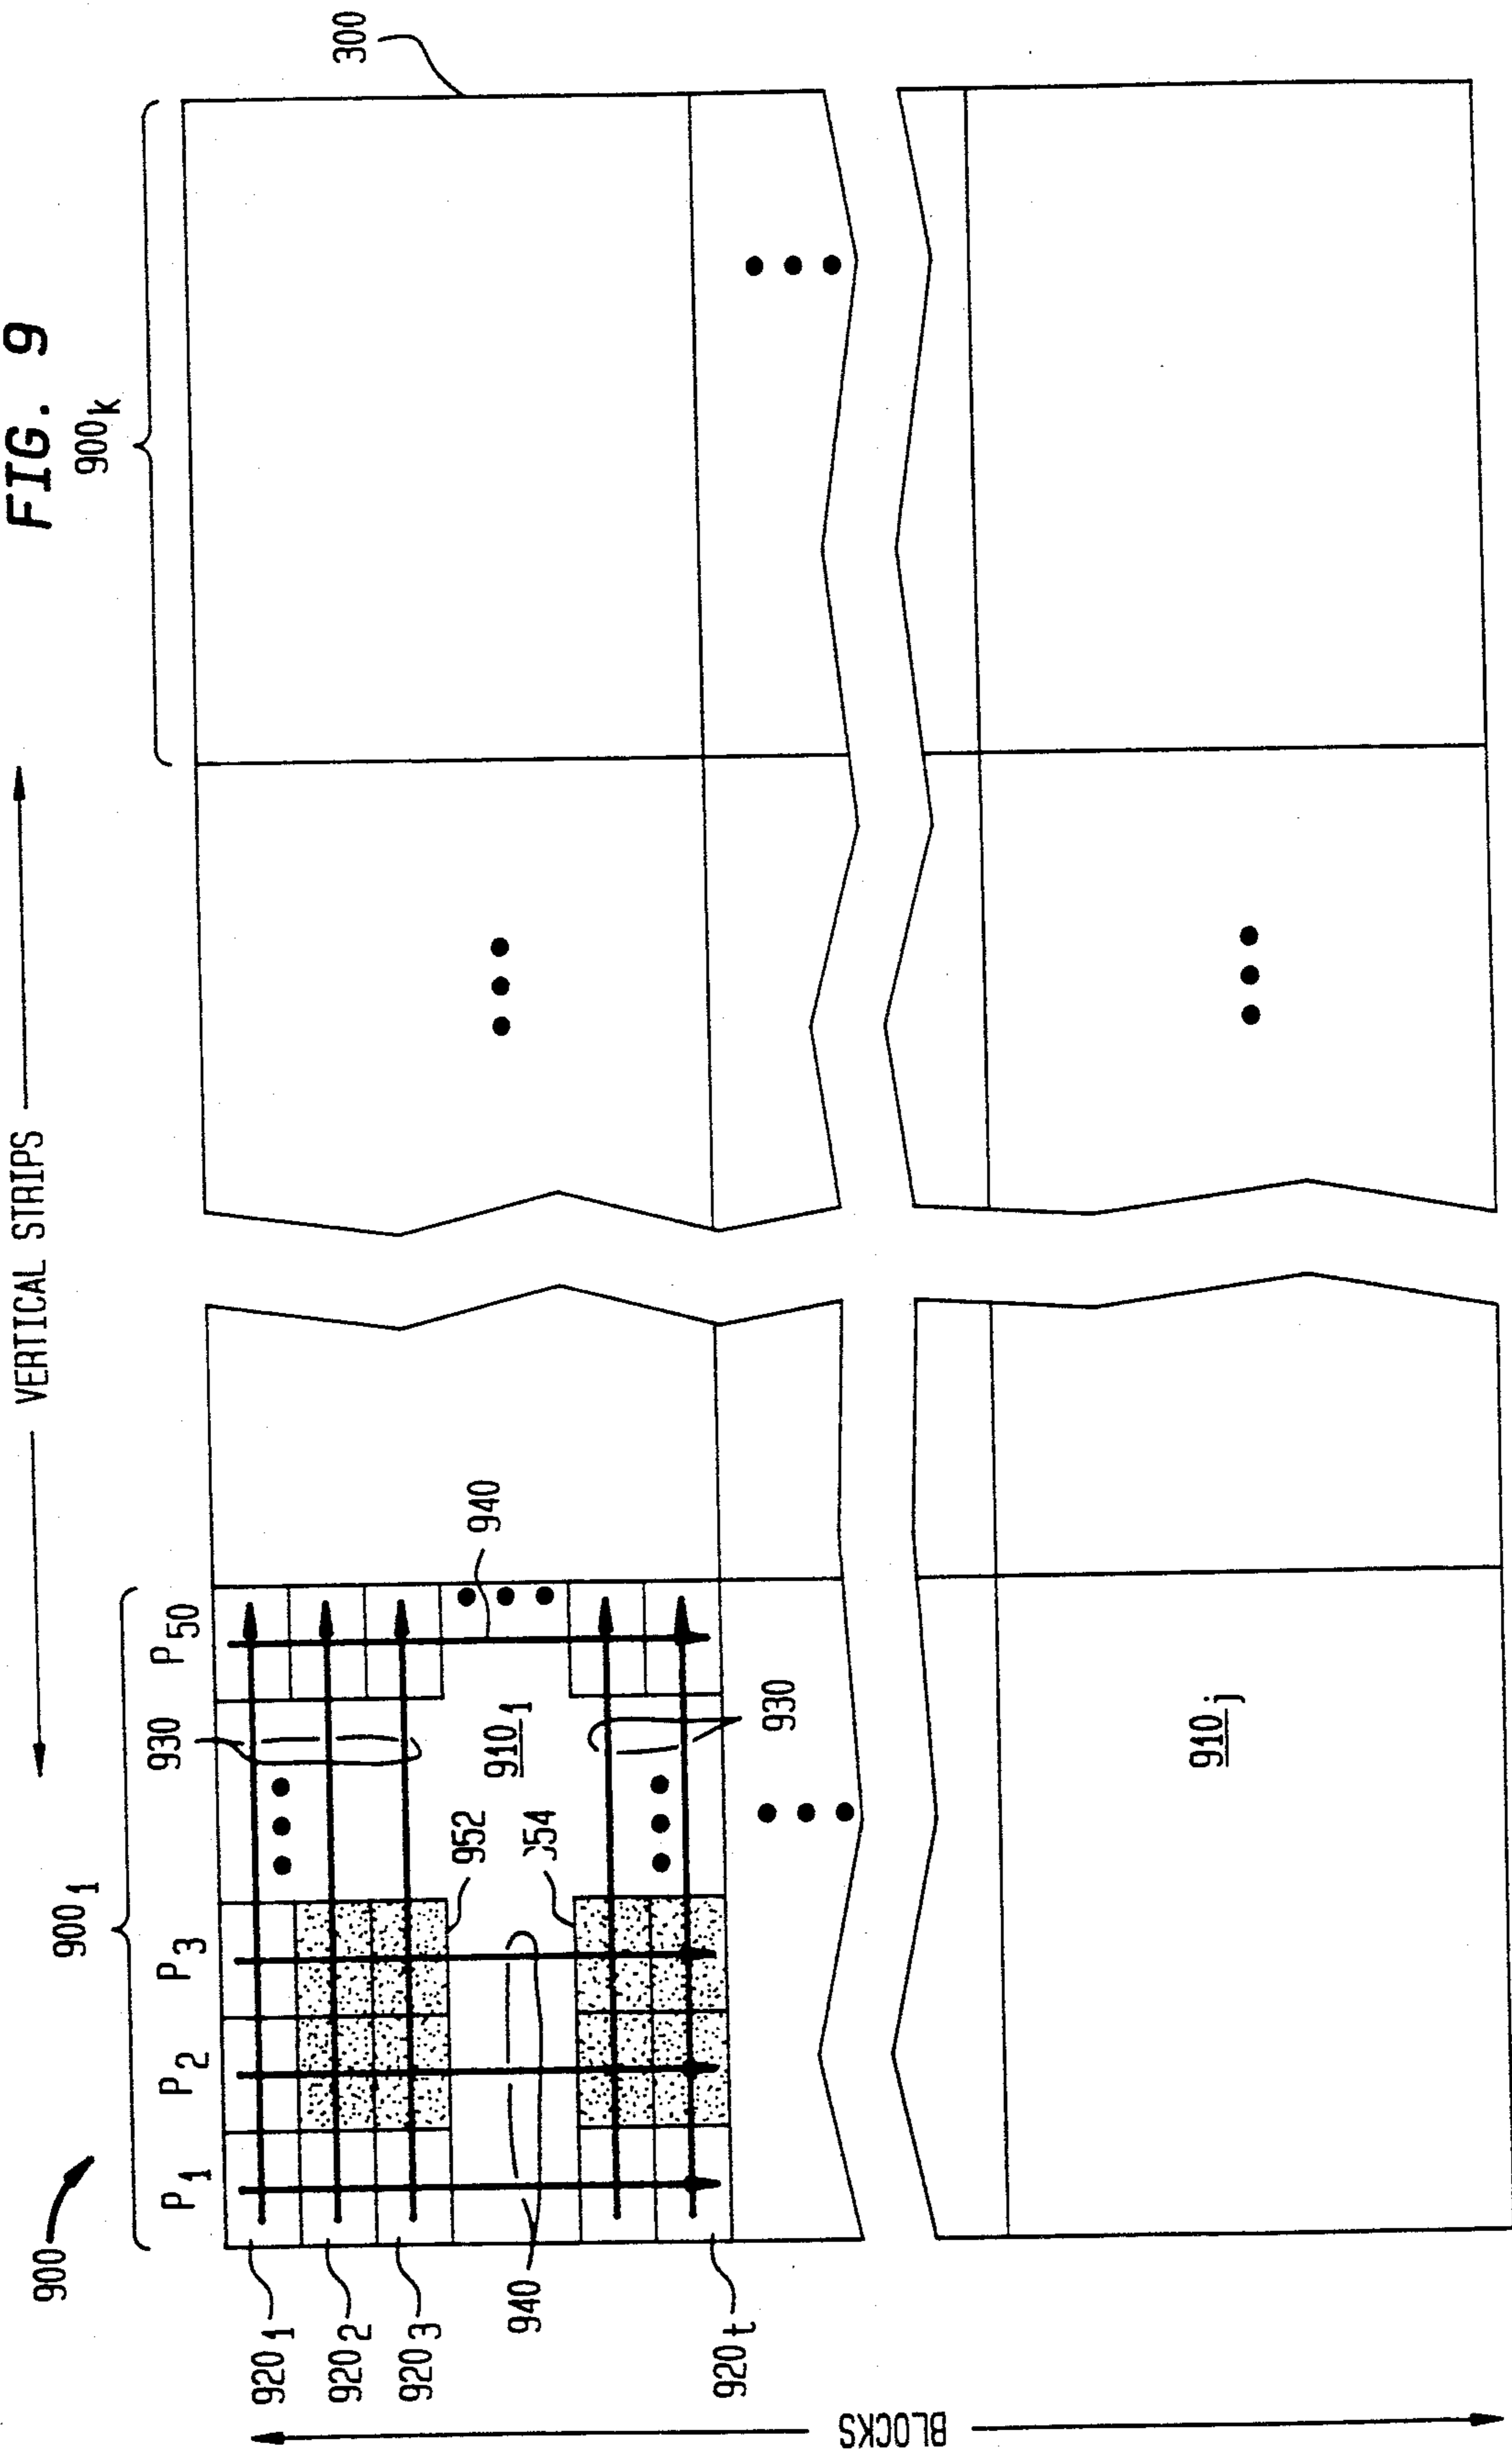 FIG. 9
VERTICAL STRIPS
900
900₁
900ₖ
300
P₁ P₂ P₃ P₅₀
920₁
920₂
920₃
920ₜ
930
940
952
954
910₁
930
940
910ⱼ
BLOCKS